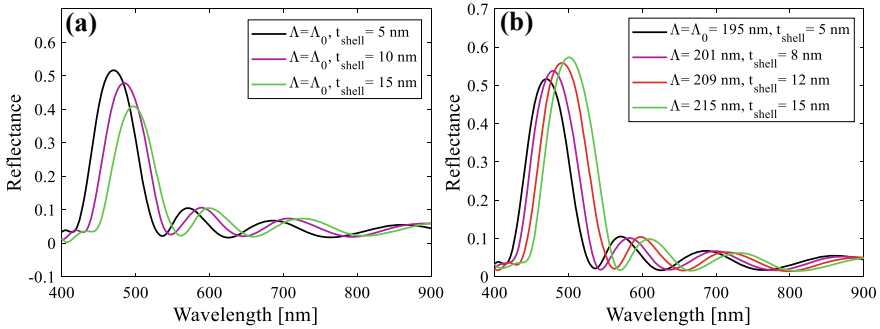 (a)
Λ=Λ0, tshell= 5 nm
Λ=Λ0, tshell= 10 nm
Λ=Λ0, tshell= 15 nm
Reflectance
0.6
0.5
0.4
0.3
0.2
0.1
0
-0.1
400 500 600 700 800 900
Wavelength [nm]
(b)
Λ=Λ0= 195 nm, tshell= 5 nm
Λ= 201 nm, tshell= 8 nm
Λ= 209 nm, tshell= 12 nm
Λ= 215 nm, tshell= 15 nm
Reflectance
0.7
0.6
0.5
0.4
0.3
0.2
0.1
0
400 500 600 700 800 900
Wavelength [nm]